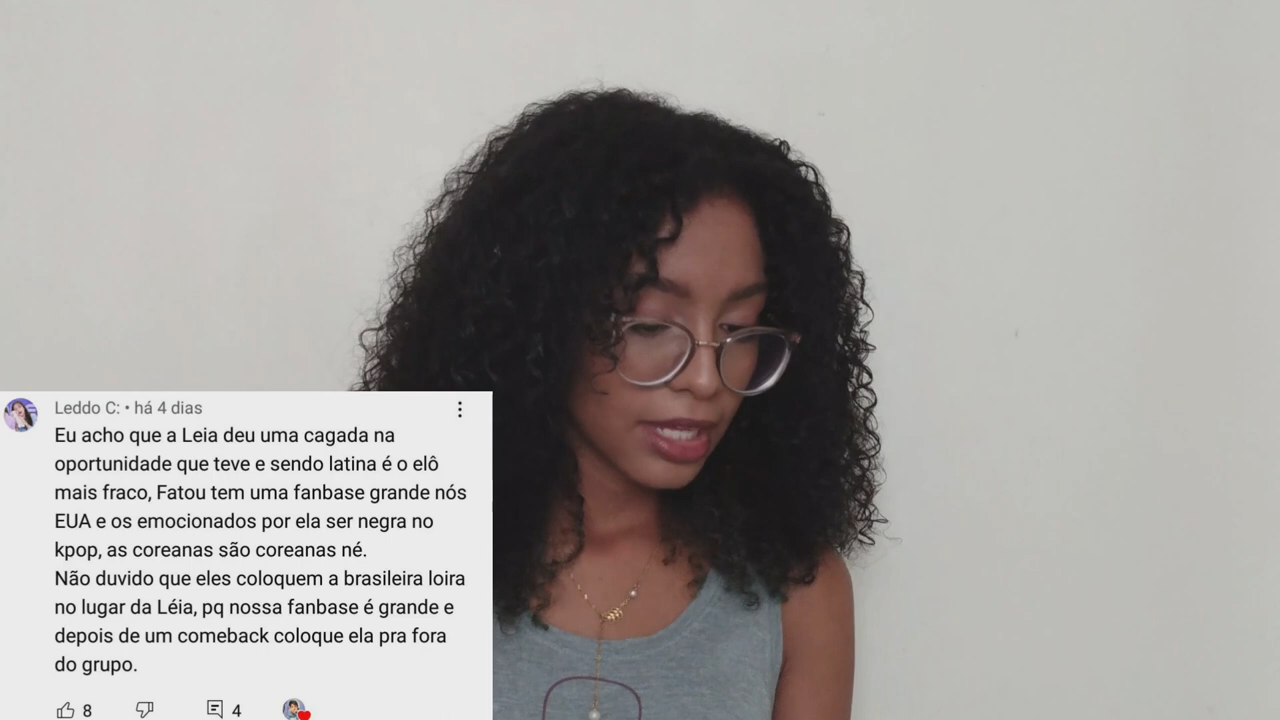 Leddo C: • há 4 dias
Eu acho que a Leia deu uma cagada na
oportunidade que teve e sendo latina é o elô
mais fraco, Fatou tem uma fanbase grande nós
EUA e os emocionados por ela ser negra no
kpop, as coreanas são coreanas né.
Não duvido que eles coloquem a brasileira loira
no lugar da Léia, pq nossa fanbase é grande e
depois de um comeback coloque ela pra fora
do grupo.
8
4